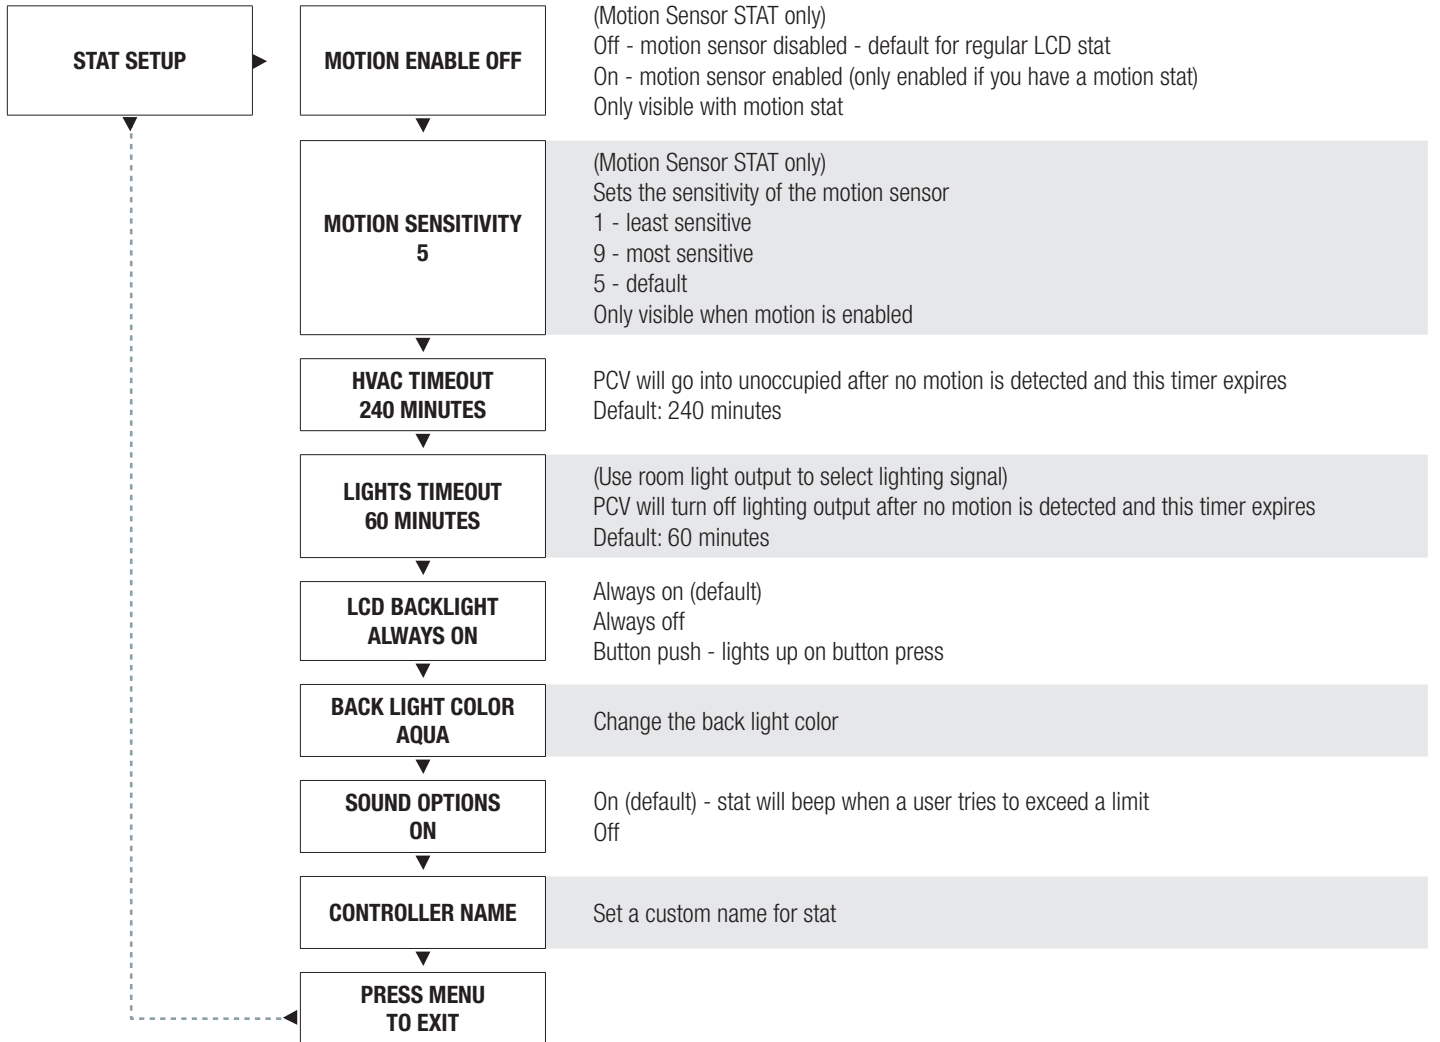 STAT SETUP
MOTION ENABLE OFF
(Motion Sensor STAT only)
Off - motion sensor disabled - default for regular LCD stat
On - motion sensor enabled (only enabled if you have a motion stat)
Only visible with motion stat
MOTION SENSITIVITY
5
(Motion Sensor STAT only)
Sets the sensitivity of the motion sensor
1 - least sensitive
9 - most sensitive
5 - default
Only visible when motion is enabled
HVAC TIMEOUT
240 MINUTES
PCV will go into unoccupied after no motion is detected and this timer expires
Default: 240 minutes
LIGHTS TIMEOUT
60 MINUTES
(Use room light output to select lighting signal)
PCV will turn off lighting output after no motion is detected and this timer expires
Default: 60 minutes
LCD BACKLIGHT
ALWAYS ON
Always on (default)
Always off
Button push - lights up on button press
BACK LIGHT COLOR
AQUA
Change the back light color
SOUND OPTIONS
ON
On (default) - stat will beep when a user tries to exceed a limit
Off
CONTROLLER NAME
Set a custom name for stat
PRESS MENU
TO EXIT